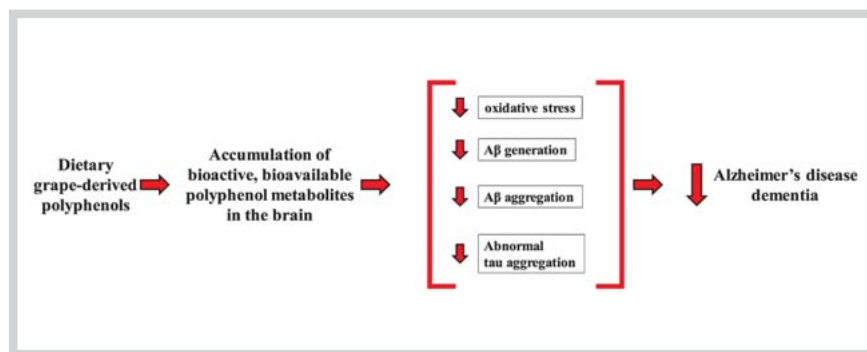 Dietary
grape-derived
polyphenols
Accumulation of
bioactive, bioavailable
polyphenol metabolites
in the brain
oxidative stress
Aβ generation
Aβ aggregation
Abnormal
tau aggregation
Alzheimer's disease
dementia